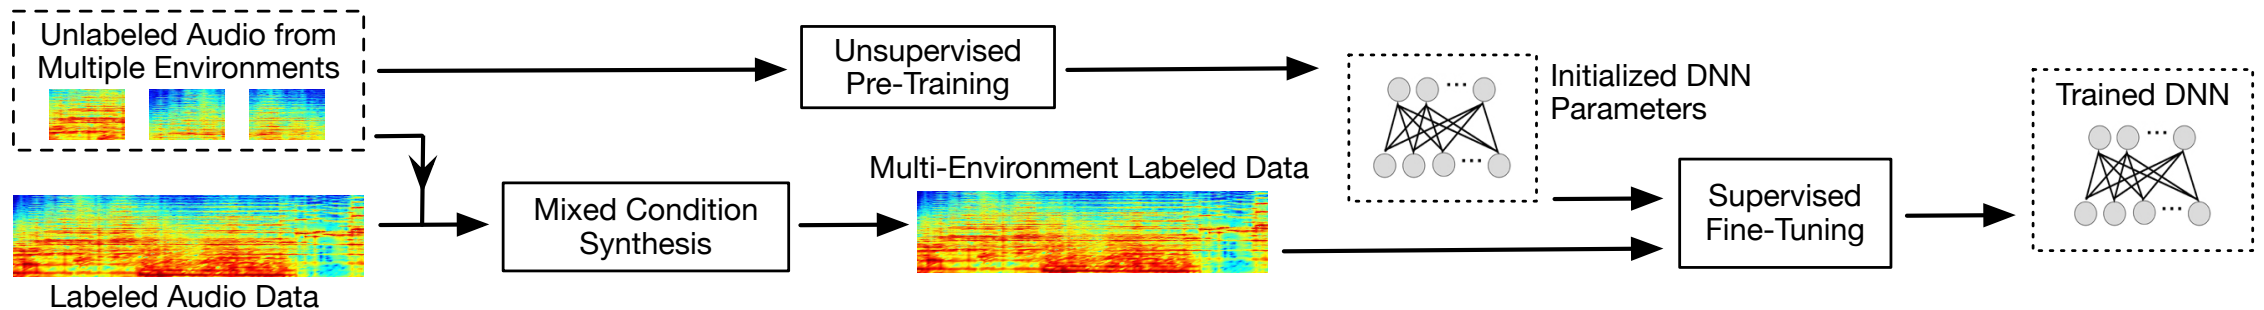 Unlabeled Audio from
Multiple Environments
Unsupervised
Pre-Training
Initialized DNN
Parameters
Trained DNN
Multi-Environment Labeled Data
Mixed Condition
Synthesis
Supervised
Fine-Tuning
Labeled Audio Data